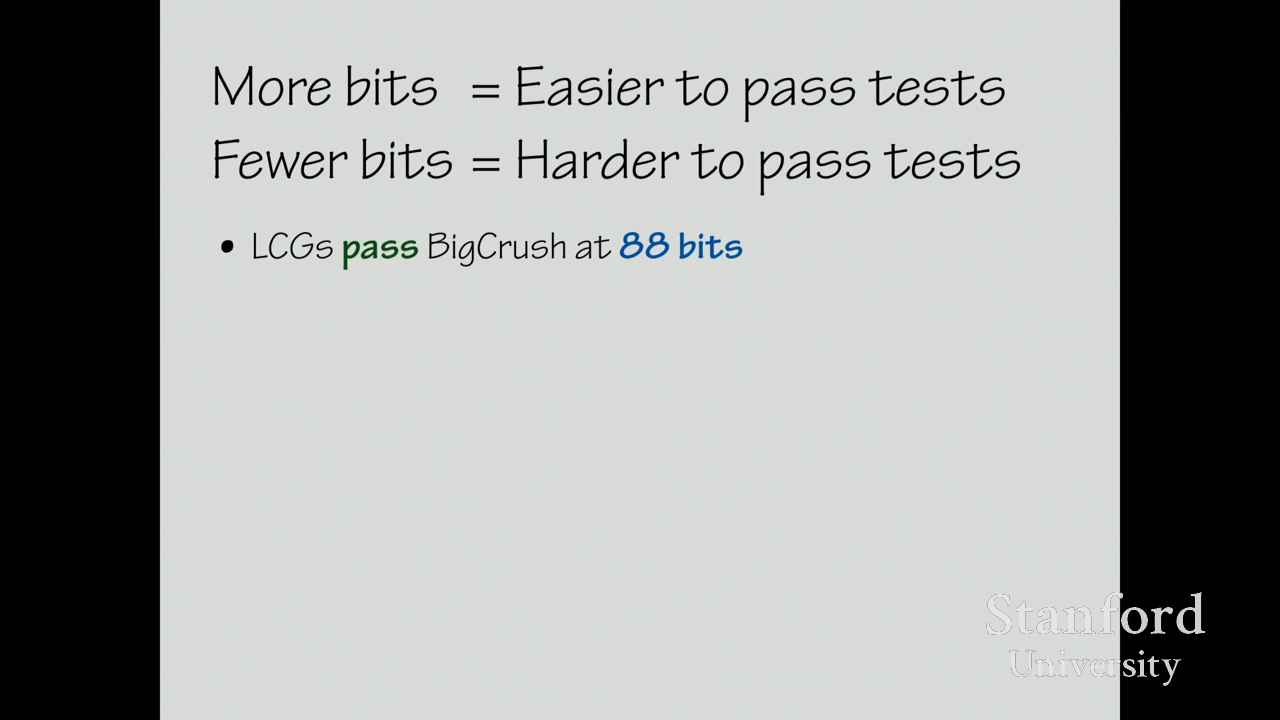 More bits = Easier to pass tests
Fewer bits = Harder to pass tests
• LCGs pass BigCrush at 88 bits
Stanford
University